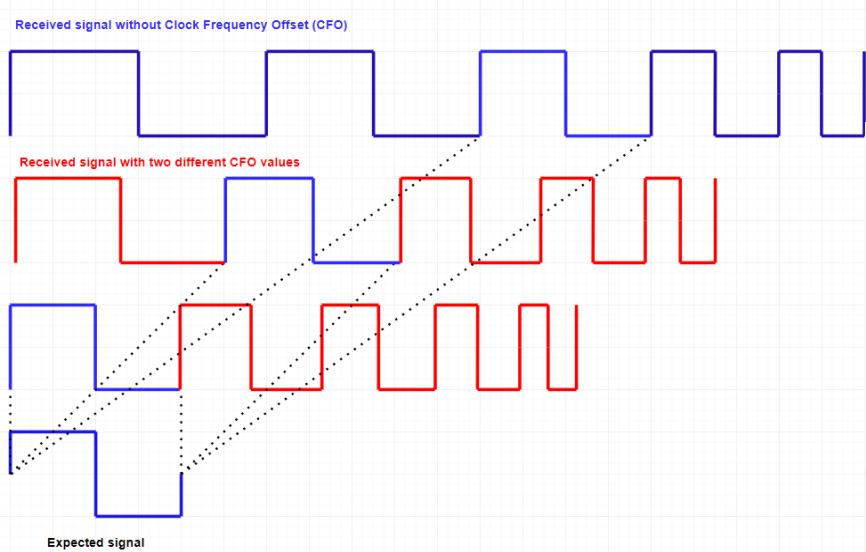 Received signal without Clock Frequency Offset (CFO)
Received signal with two different CFO values
Expected signal